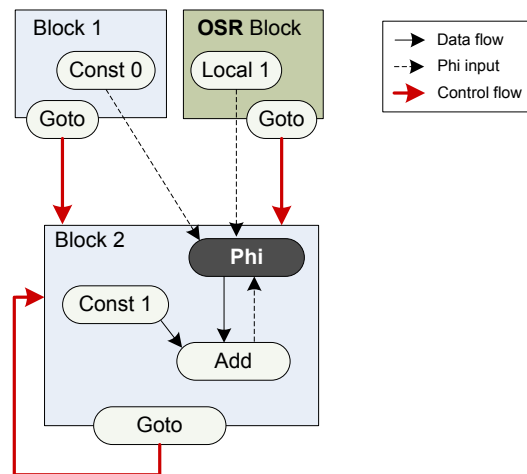 Block 1
Const 0
Goto
OSR Block
Local 1
Goto
Data flow
Phi input
Control flow
Block 2
Phi
Const 1
Add
Goto